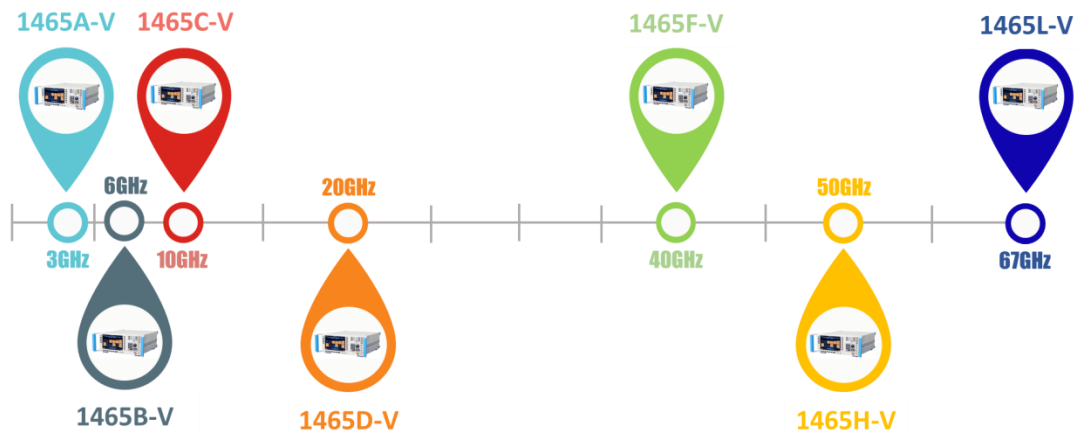 1465A-V
1465C-V
1465F-V
1465L-V
6GHz
20GHz
50GHz
3GHz
10GHz
40GHz
67GHz
1465B-V
1465D-V
1465H-V